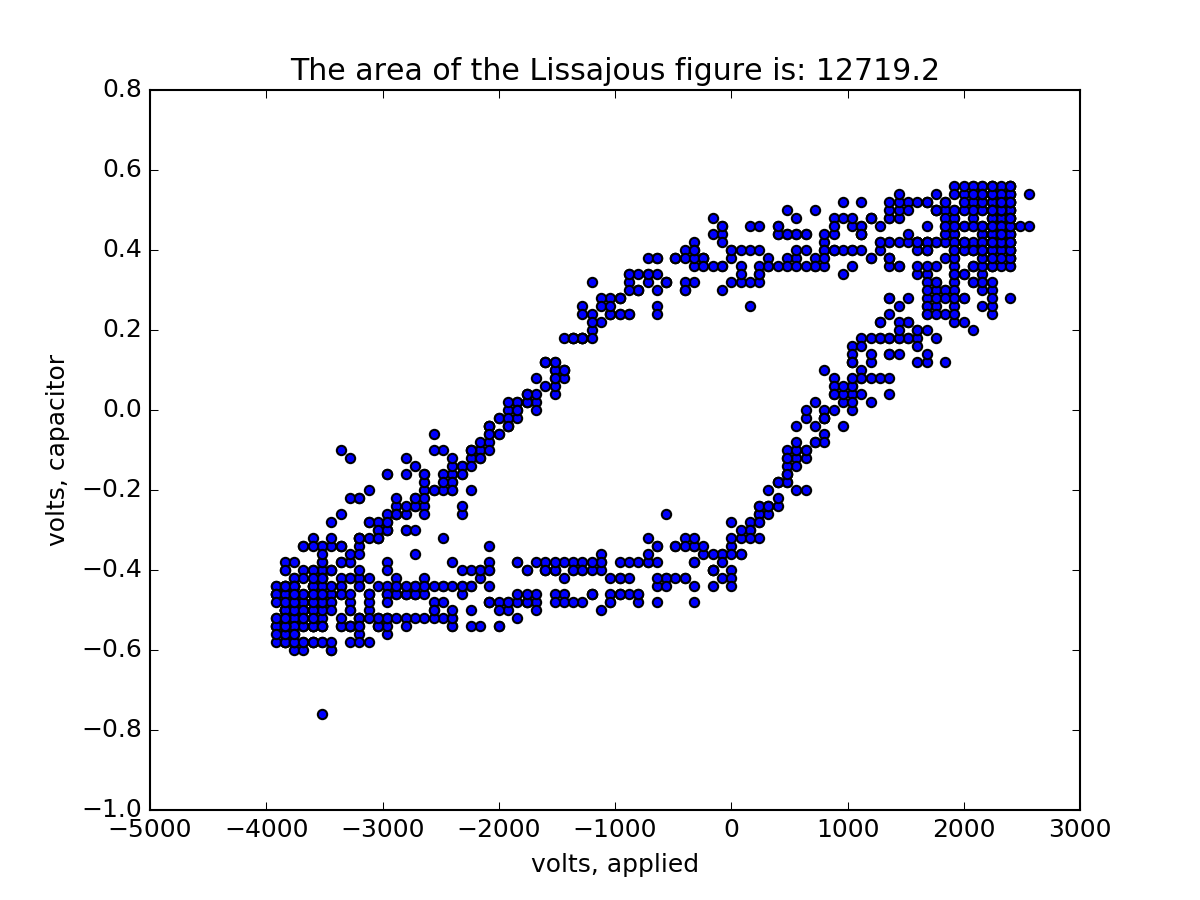 The area of the Lissajous figure is: 12719.2
0.8
0.6
0.4
0.2
0.0
−0.2
−0.4
−0.6
−0.8
−1.0
volts, capacitor
−5000 −4000 −3000 −2000 −1000 0 1000 2000 3000
volts, applied